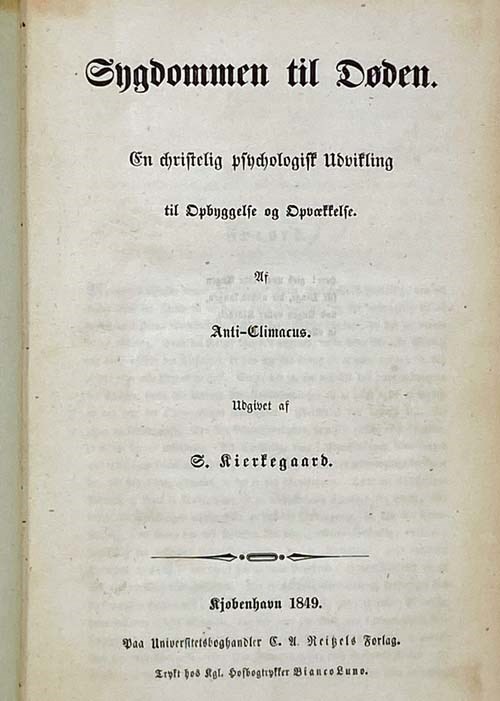 Sygdommen til Døden.
En christelig psychologisk Udvikling
til Opbyggelse og Opvækkelse.
Af
Anti-Climacus.
Udgivet af
S. Kierkegaard.
Kjøbenhavn 1849.
Paa Universitetsboghandler C. A. Reitzels Forlag.
Trykt hos Kgl. Hofbogtrykker Bianco Luno.